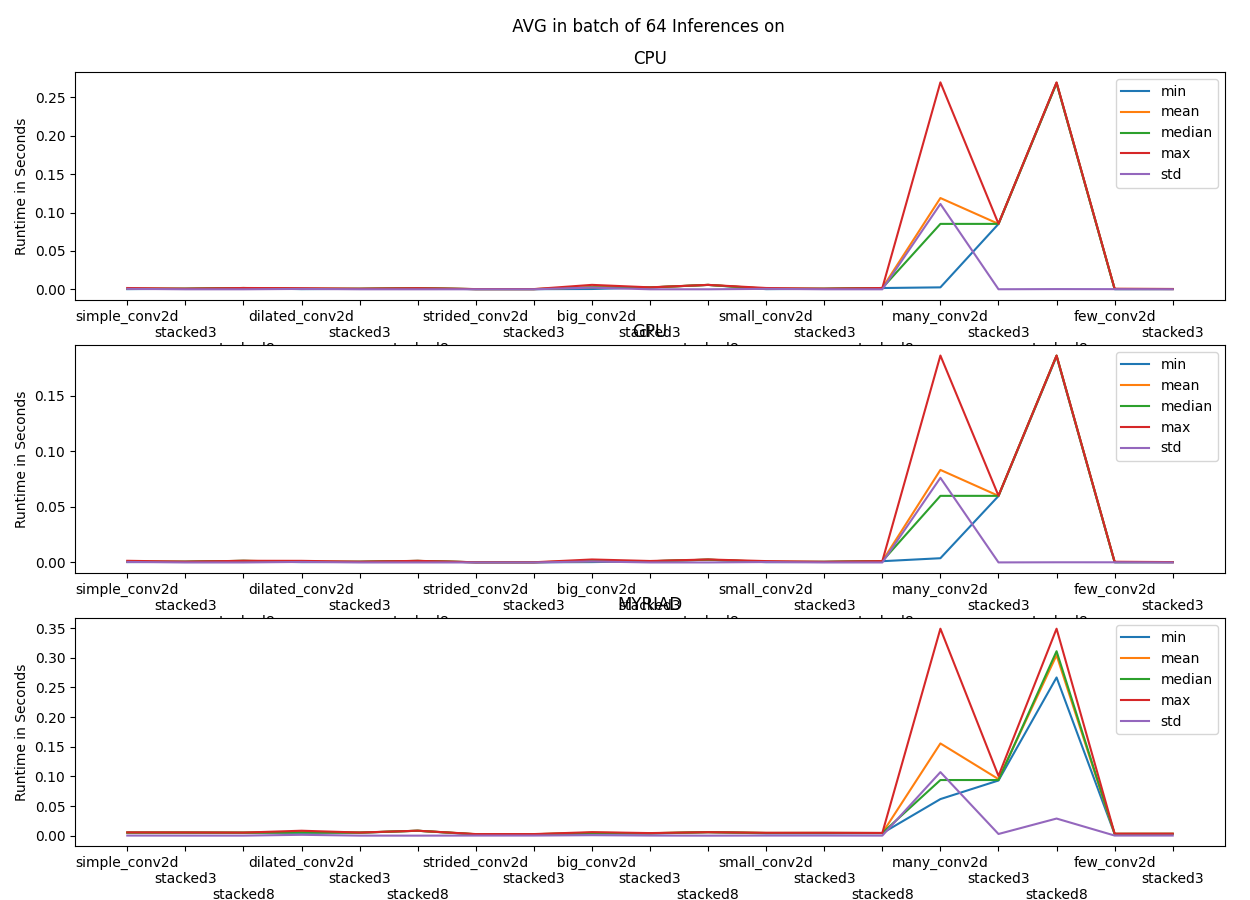 AVG in batch of 64 Inferences on
CPU
Runtime in Seconds
0.25
0.20
0.15
0.10
0.05
0.00
min
mean
median
max
std
simple_conv2d dilated_conv2d strided_conv2d big_conv2d small_conv2d many_conv2d few_conv2d
stacked3 stacked3 stacked3 stacked3 stacked3 stacked3 stacked3
GPU
Runtime in Seconds
0.15
0.10
0.05
0.00
min
mean
median
max
std
simple_conv2d dilated_conv2d strided_conv2d big_conv2d small_conv2d many_conv2d few_conv2d
stacked3 stacked3 stacked3 stacked3 stacked3 stacked3 stacked3
MYRIAD
Runtime in Seconds
0.35
0.30
0.25
0.20
0.15
0.10
0.05
0.00
min
mean
median
max
std
simple_conv2d dilated_conv2d strided_conv2d big_conv2d small_conv2d many_conv2d few_conv2d
stacked3 stacked3 stacked3 stacked3 stacked3 stacked3 stacked3
stacked8 stacked8 stacked8 stacked8 stacked8